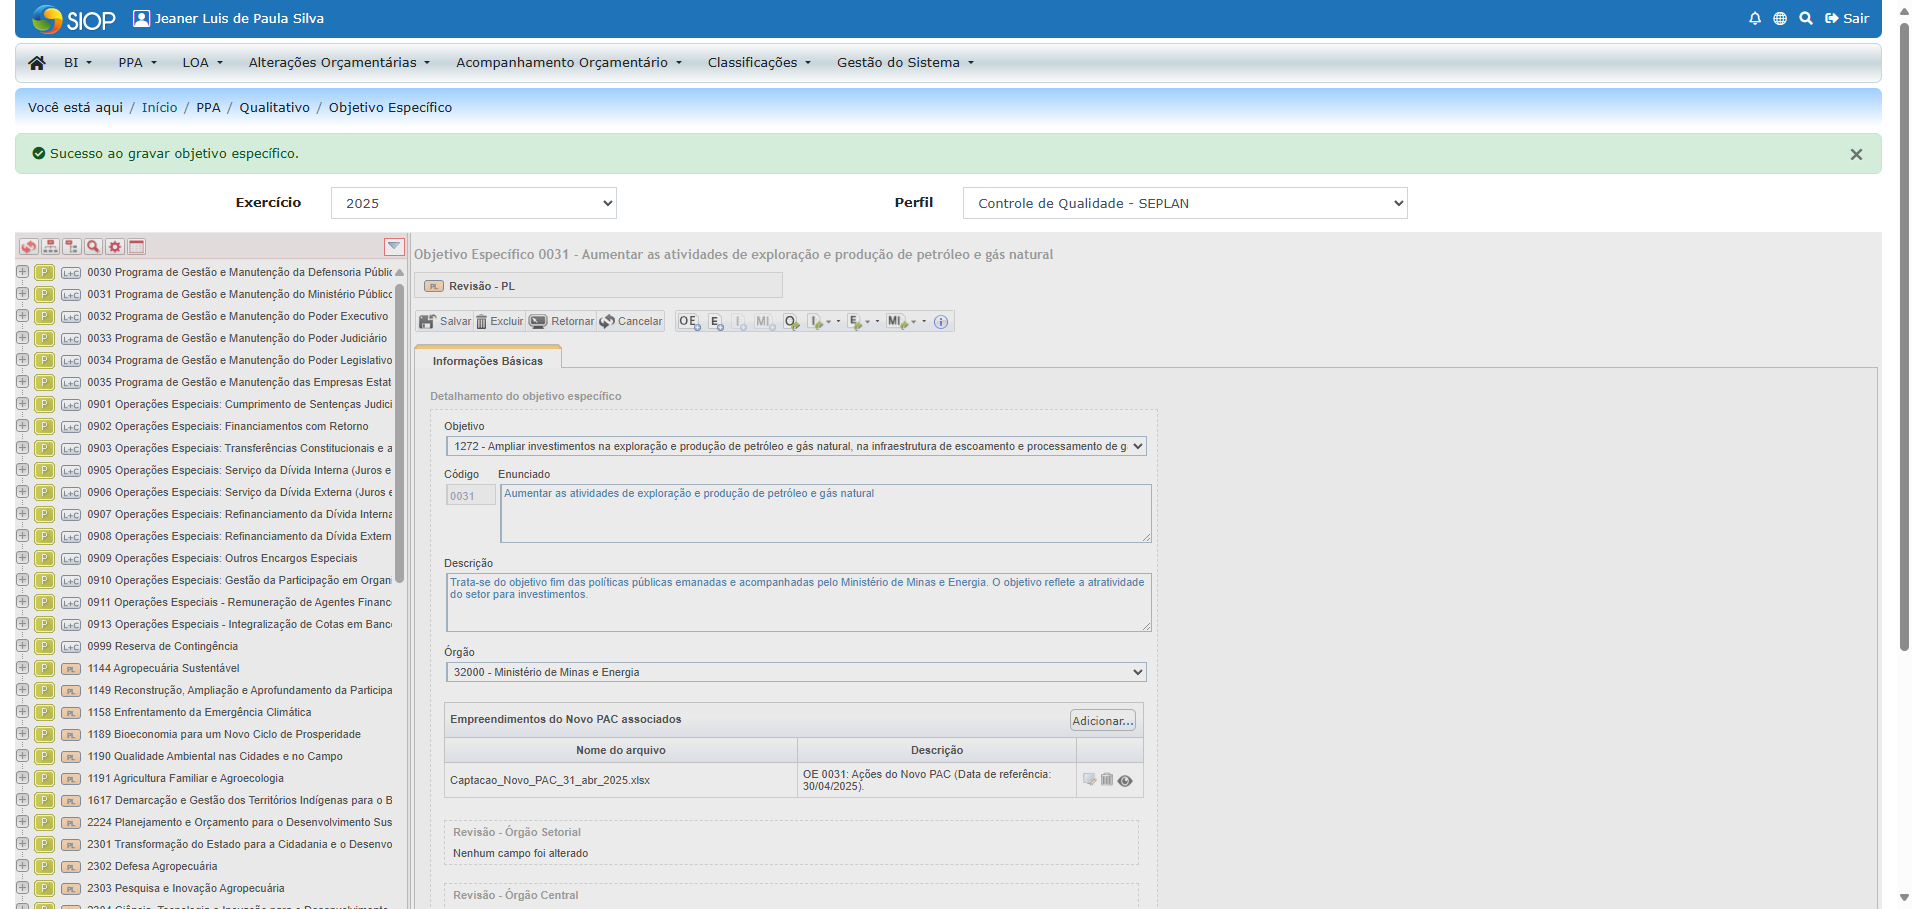 SIOP Jeaner Luis de Paula Silva Sair
BI PPA LOA Alterações Orçamentárias Acompanhamento Orçamentário Classificações Gestão do Sistema
Você está aqui / Início / PPA / Qualitativo / Objetivo Específico
Sucesso ao gravar objetivo específico. ×
Exercício 2025 Perfil Controle de Qualidade - SEPLAN
Objetivo Específico 0031 - Aumentar as atividades de exploração e produção de petróleo e gás natural
PL Revisão - PL
Salvar Excluir Retornar Cancelar OE E I MI O I E MI
Informações Básicas
Detalhamento do objetivo específico
Objetivo
1272 - Ampliar investimentos na exploração e produção de petróleo e gás natural, na infraestrutura de escoamento e processamento de g
Código Enunciado
0031 Aumentar as atividades de exploração e produção de petróleo e gás natural
Descrição
Trata-se do objetivo fim das políticas públicas emanadas e acompanhadas pelo Ministério de Minas e Energia. O objetivo reflete a atratividade
do setor para investimentos.
Órgão
32000 - Ministério de Minas e Energia
Empreendimentos do Novo PAC associados Adicionar...
Nome do arquivo Descrição
Captacao_Novo_PAC_31_abr_2025.xlsx
OE 0031: Ações do Novo PAC (Data de referência:
30/04/2025).
Revisão - Órgão Setorial
Nenhum campo foi alterado
Revisão - Órgão Central
P L+C 0030 Programa de Gestão e Manutenção da Defensoria Públic
P L+C 0031 Programa de Gestão e Manutenção do Ministério Público
P L+C 0032 Programa de Gestão e Manutenção do Poder Executivo
P L+C 0033 Programa de Gestão e Manutenção do Poder Judiciário
P L+C 0034 Programa de Gestão e Manutenção do Poder Legislativo
P L+C 0035 Programa de Gestão e Manutenção das Empresas Estat
P L+C 0901 Operações Especiais: Cumprimento de Sentenças Judici
P L+C 0902 Operações Especiais: Financiamentos com Retorno
P L+C 0903 Operações Especiais: Transferências Constitucionais e a
P L+C 0905 Operações Especiais: Serviço da Dívida Interna (Juros e
P L+C 0906 Operações Especiais: Serviço da Dívida Externa (Juros e
P L+C 0907 Operações Especiais: Refinanciamento da Dívida Interna
P L+C 0908 Operações Especiais: Refinanciamento da Dívida Extern
P L+C 0909 Operações Especiais: Outros Encargos Especiais
P L+C 0910 Operações Especiais: Gestão da Participação em Organi
P L+C 0911 Operações Especiais - Remuneração de Agentes Finance
P L+C 0913 Operações Especiais - Integralização de Cotas em Banc
P L+C 0999 Reserva de Contingência
P PL 1144 Agropecuária Sustentável
P PL 1149 Reconstrução, Ampliação e Aprofundamento da Participa
P PL 1158 Enfrentamento da Emergência Climática
P PL 1189 Bioeconomia para um Novo Ciclo de Prosperidade
P PL 1190 Qualidade Ambiental nas Cidades e no Campo
P PL 1191 Agricultura Familiar e Agroecologia
P PL 1617 Demarcação e Gestão dos Territórios Indígenas para o B
P PL 2224 Planejamento e Orçamento para o Desenvolvimento Sus
P PL 2301 Transformação do Estado para a Cidadania e o Desenvo
P PL 2302 Defesa Agropecuária
P PL 2303 Pesquisa e Inovação Agropecuária